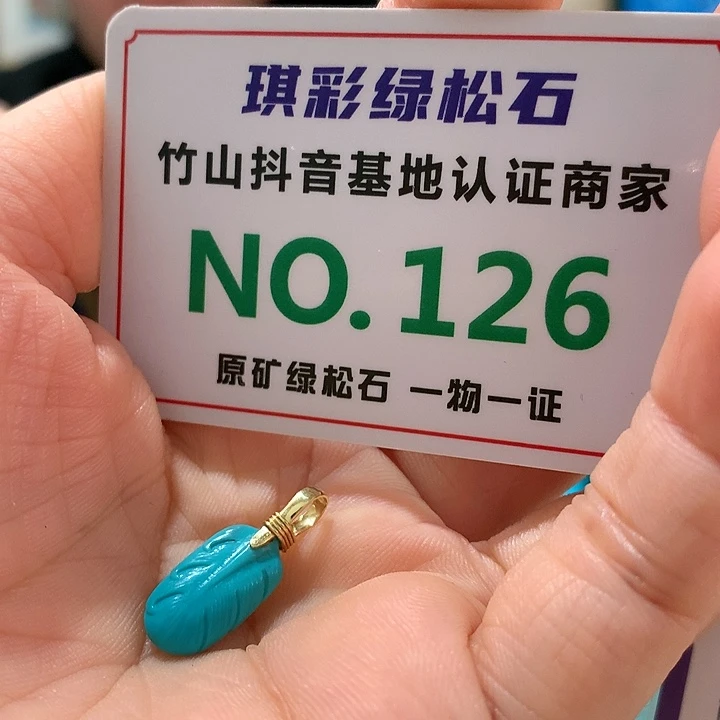 琪彩绿松石
竹山抖音基地认证商家
NO.126
原矿绿松石 一物一证